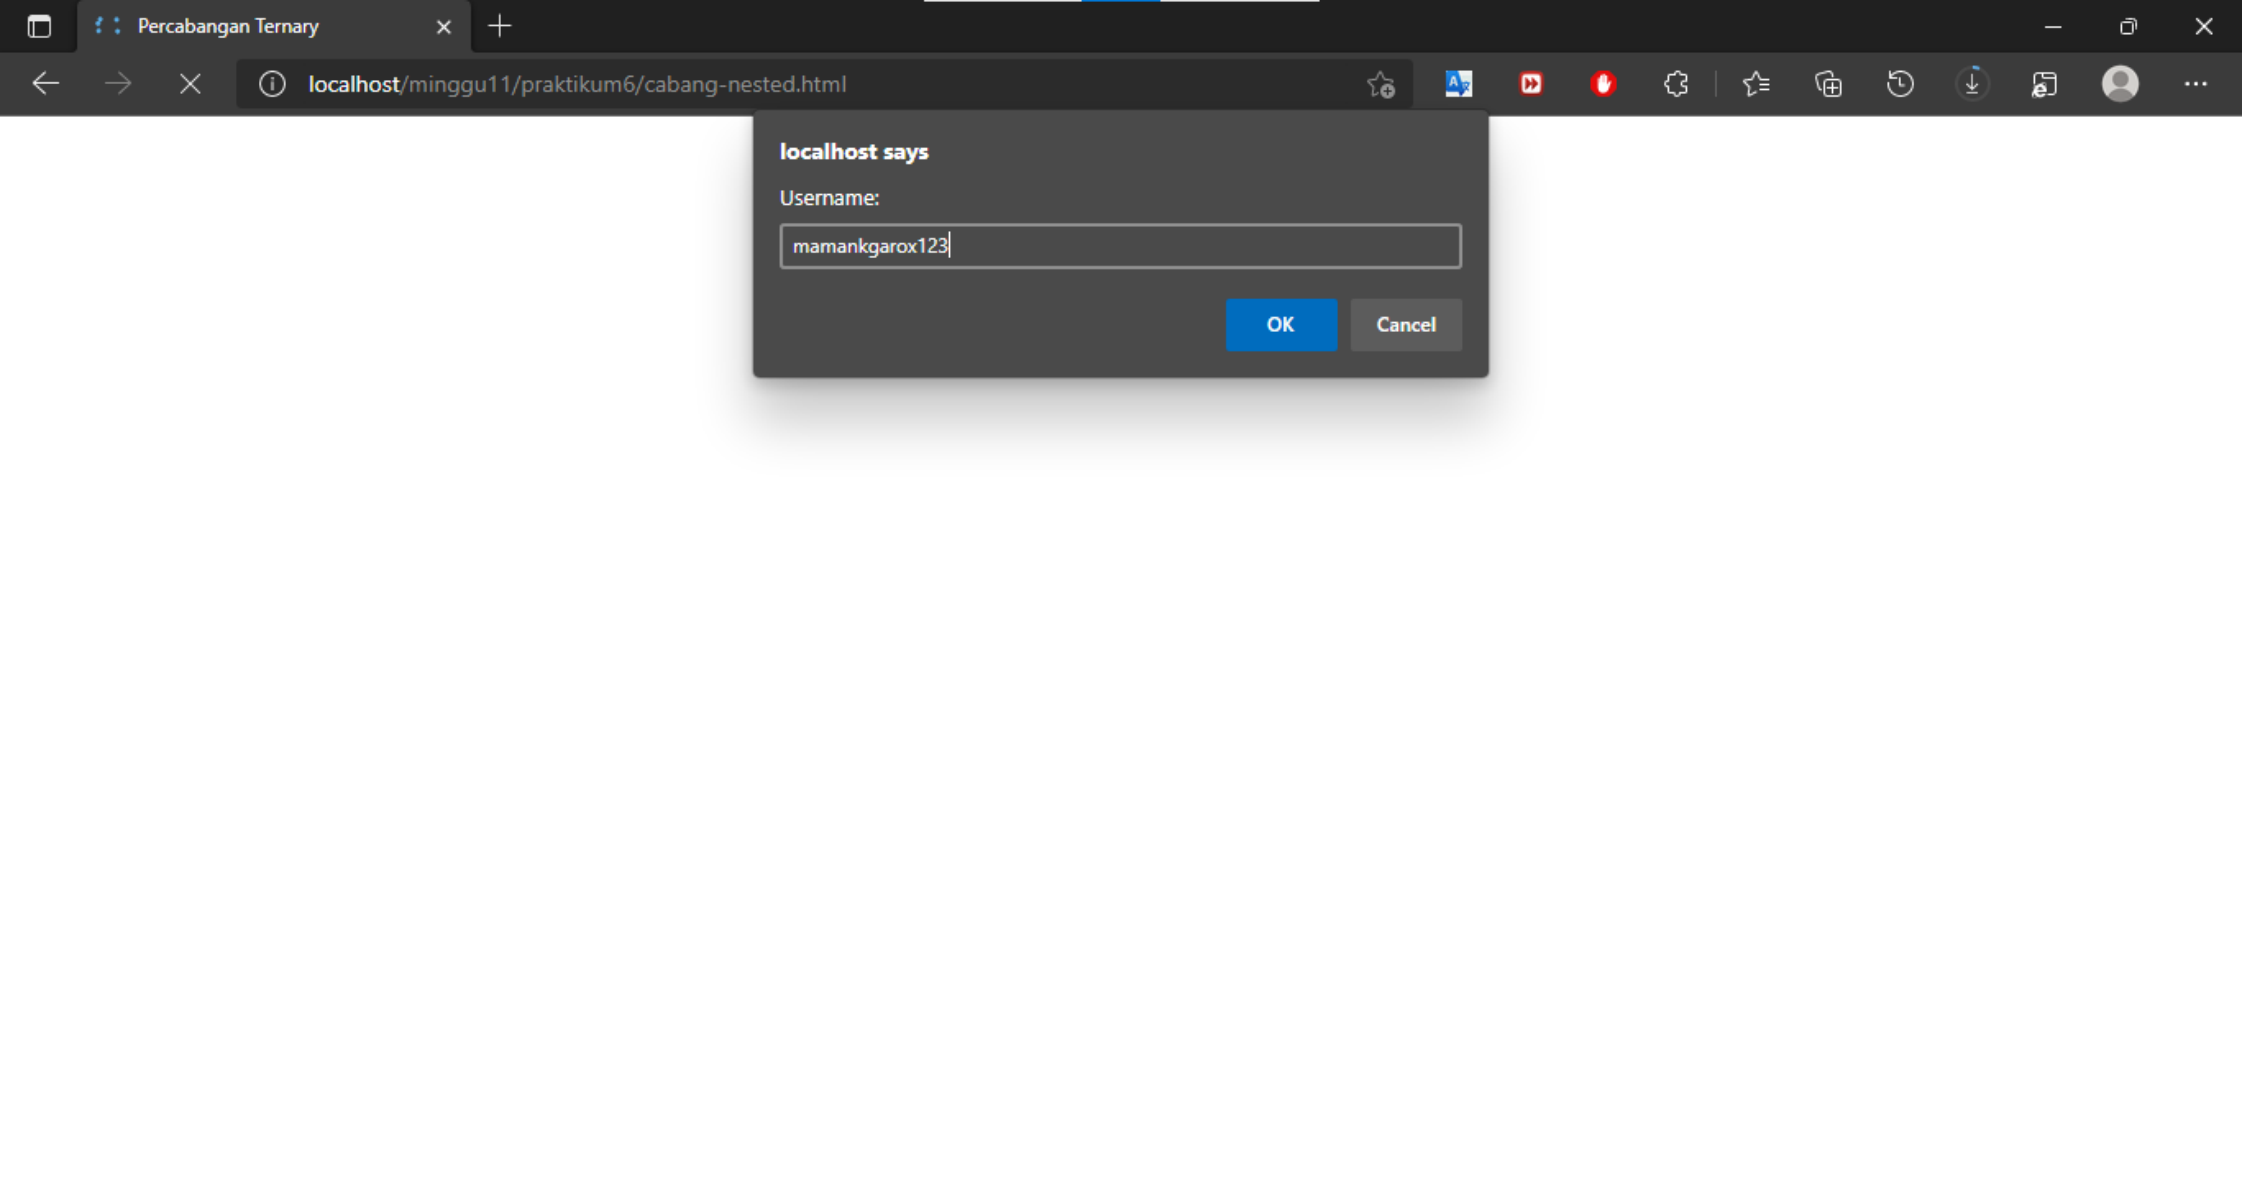 Percabangan Ternary
localhost/minggu11/praktikum6/cabang-nested.html
localhost says
Username:
mamankgarox123
OK
Cancel